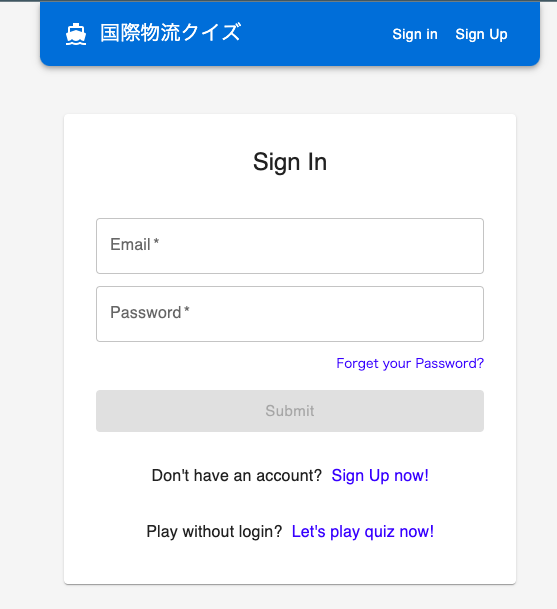 国際物流クイズ Sign in Sign Up
Sign In
Email *
Password *
Forget your Password?
Submit
Don't have an account? Sign Up now!
Play without login? Let's play quiz now!